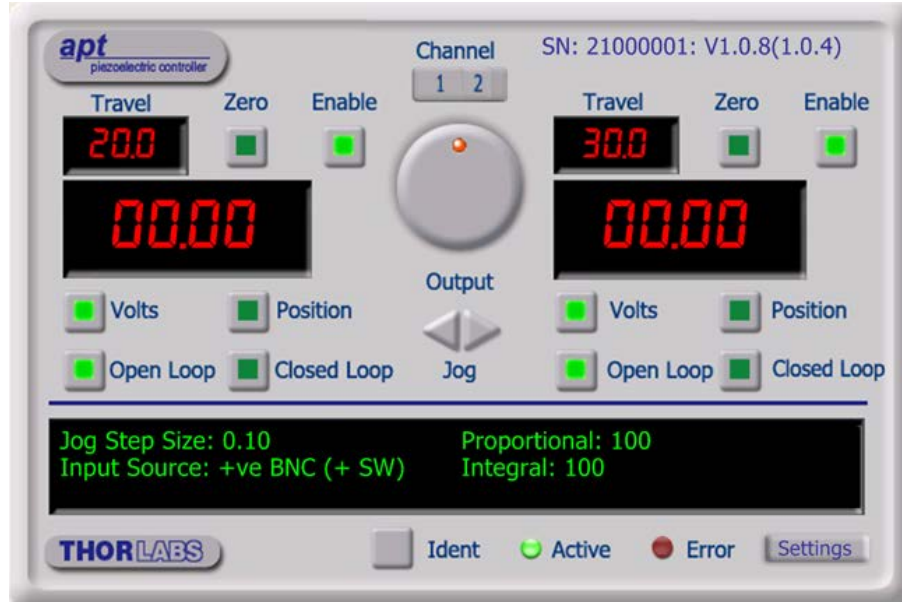 apt
piezoelectric controller
Channel
1 2
SN: 21000001: V1.0.8(1.0.4)
Travel Zero Enable
20.0
00.00
Volts Position
Open Loop Closed Loop
Output
Jog
Travel Zero Enable
30.0
00.00
Volts Position
Open Loop Closed Loop
Jog Step Size: 0.10 Proportional: 100
Input Source: +ve BNC (+ SW) Integral: 100
THORLABS
Ident Active Error Settings